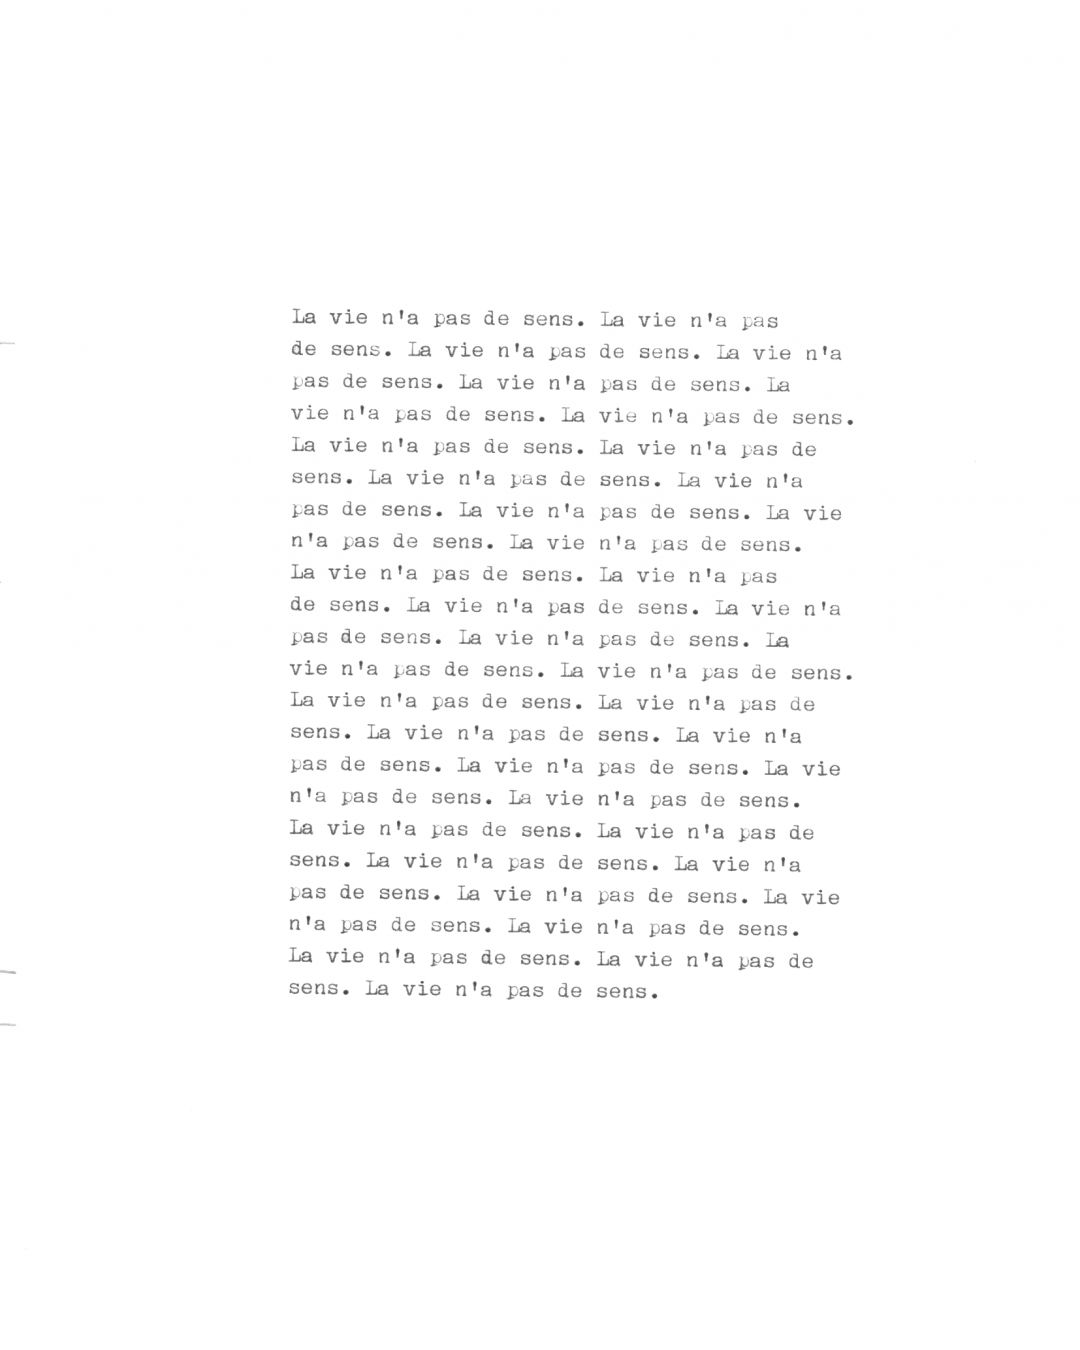 La vie n'a pas de sens. La vie n'a pas
de sens. La vie n'a pas de sens. La vie n'a
pas de sens. La vie n'a pas de sens. La
vie n'a pas de sens. La vie n'a pas de sens.
La vie n'a pas de sens. La vie n'a pas de
sens. La vie n'a pas de sens. La vie n'a
pas de sens. La vie n'a pas de sens. La vie
n'a pas de sens. La vie n'a pas de sens.
La vie n'a pas de sens. La vie n'a pas
de sens. La vie n'a pas de sens. La vie n'a
pas de sens. La vie n'a pas de sens. La
vie n'a pas de sens. La vie n'a pas de sens.
La vie n'a pas de sens. La vie n'a pas de
sens. La vie n'a pas de sens. La vie n'a
pas de sens. La vie n'a pas de sens. La vie
n'a pas de sens. La vie n'a pas de sens.
La vie n'a pas de sens. La vie n'a pas de
sens. La vie n'a pas de sens. La vie n'a
pas de sens. La vie n'a pas de sens. La vie
n'a pas de sens. La vie n'a pas de sens.
La vie n'a pas de sens. La vie n'a pas de
sens. La vie n'a pas de sens.